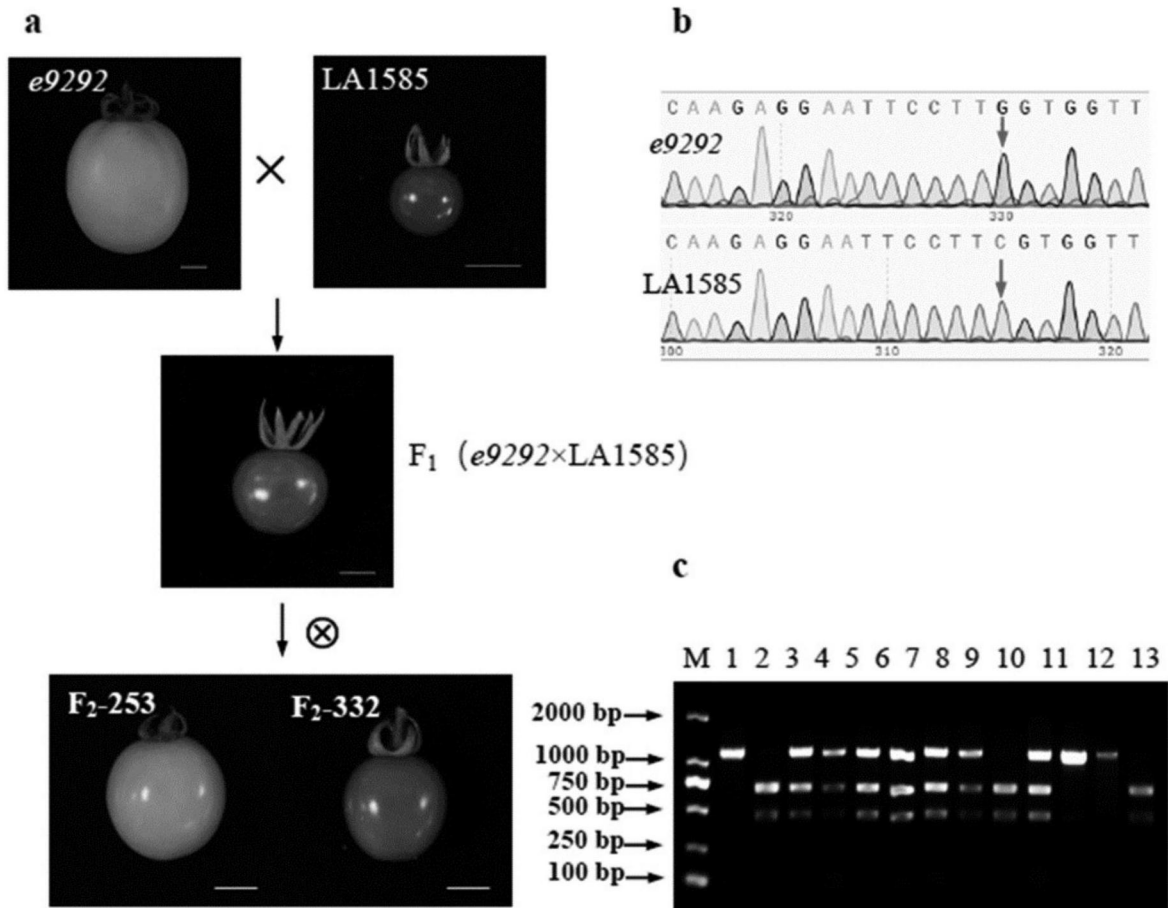 a
e9292
LA1585
×
F1 (e9292×LA1585)
⊗
F2-253
F2-332
b
C A A G A G G A A T T C C T T G G T G G T T
e9292
320 330
C A A G A G G A A T T C C T T C G T G G T T
LA1585
300 310 320
c
M 1 2 3 4 5 6 7 8 9 10 11 12 13
2000 bp
1000 bp
750 bp
500 bp
250 bp
100 bp